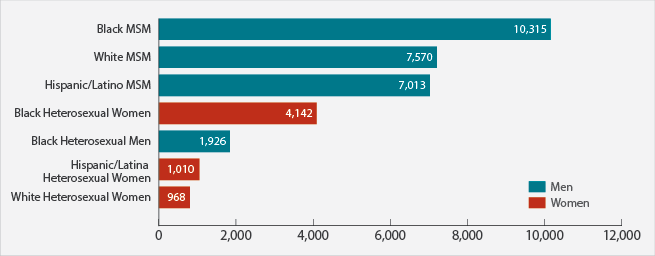 Black MSM 10,315
White MSM 7,570
Hispanic/Latino MSM 7,013
Black Heterosexual Women 4,142
Black Heterosexual Men 1,926
Hispanic/Latina
Heterosexual Women 1,010
White Heterosexual Women 968
Men
Women
0 2,000 4,000 6,000 8,000 10,000 12,000